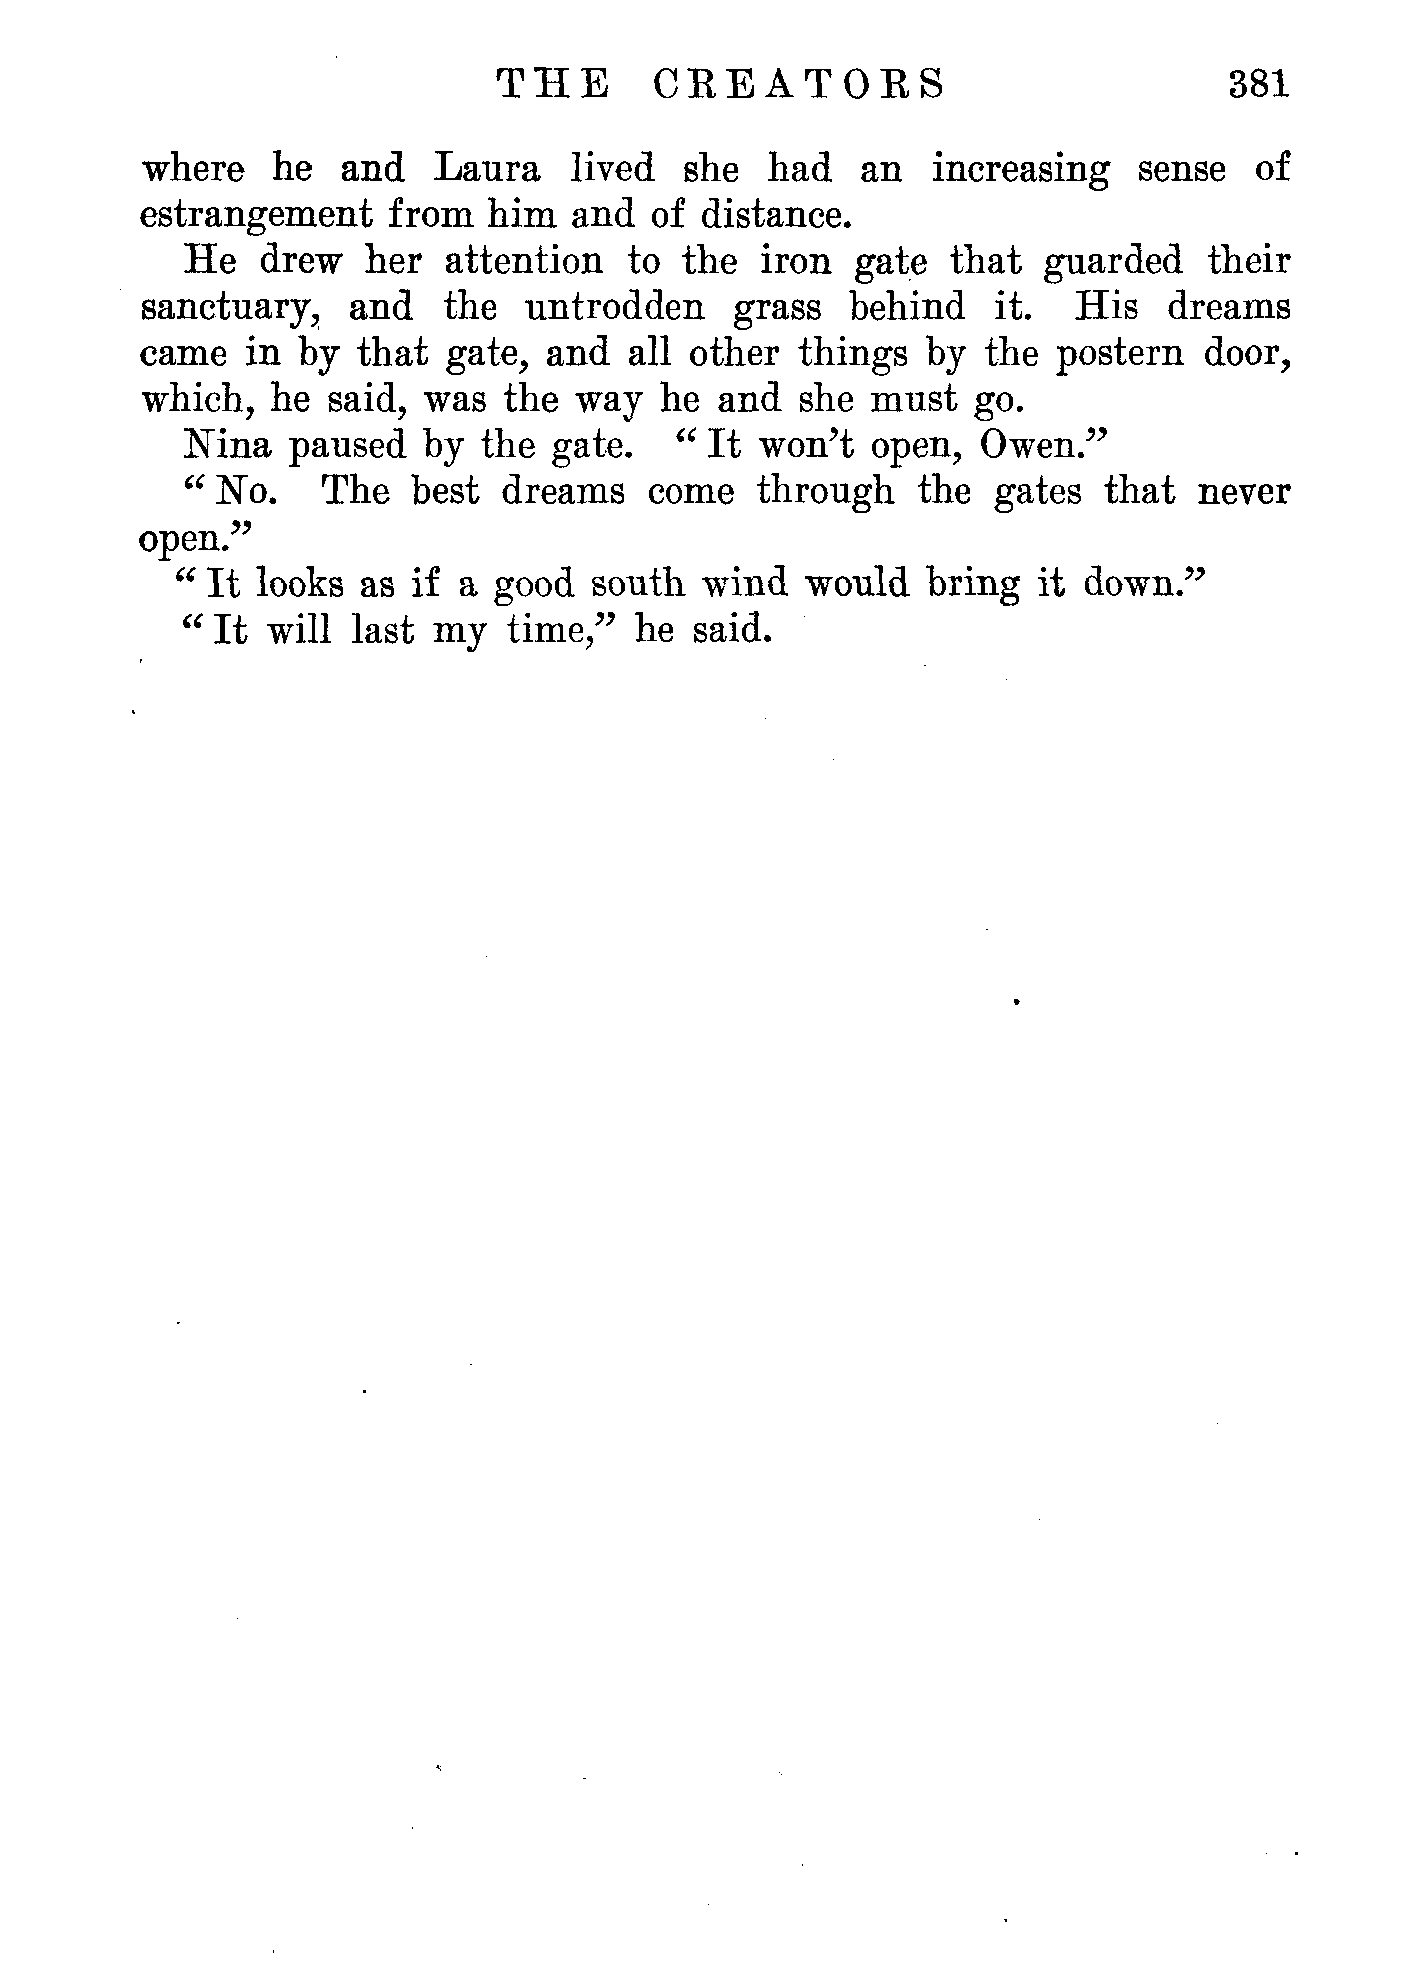 THE CREATORS 381
where he and Laura lived she had an increasing sense of
estrangement from him and of distance.
He drew her attention to the iron gate that guarded their
sanctuary, and the untrodden grass behind it. His dreams
came in by that gate, and all other things by the postern door,
which, he said, was the way he and she must go.
Nina paused by the gate. “ It won’t open, Owen.”
“ No. The best dreams come through the gates that never
open.”
“ It looks as if a good south wind would bring it down.”
“ It will last my time,” he said.